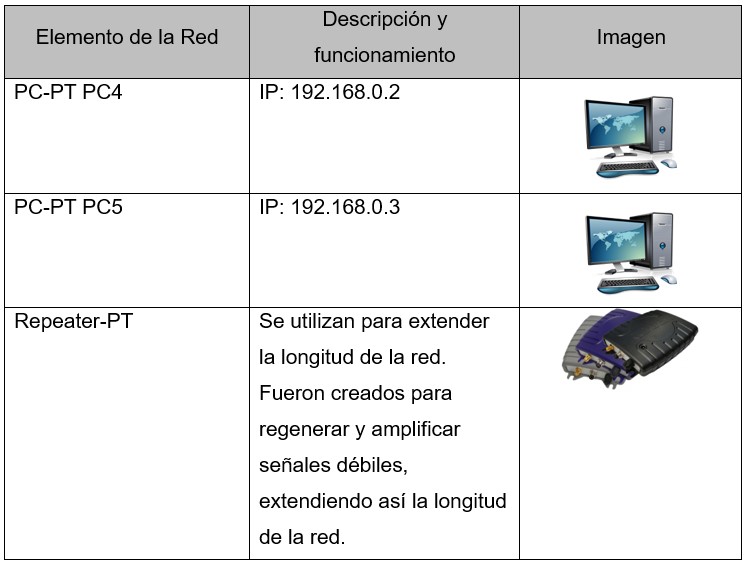 Elemento de la Red
Descripción y
funcionamiento
Imagen
PC-PT PC4
IP: 192.168.0.2
PC-PT PC5
IP: 192.168.0.3
Repeater-PT
Se utilizan para extender
la longitud de la red.
Fueron creados para
regenerar y amplificar
señales débiles,
extendiendo así la longitud
de la red.